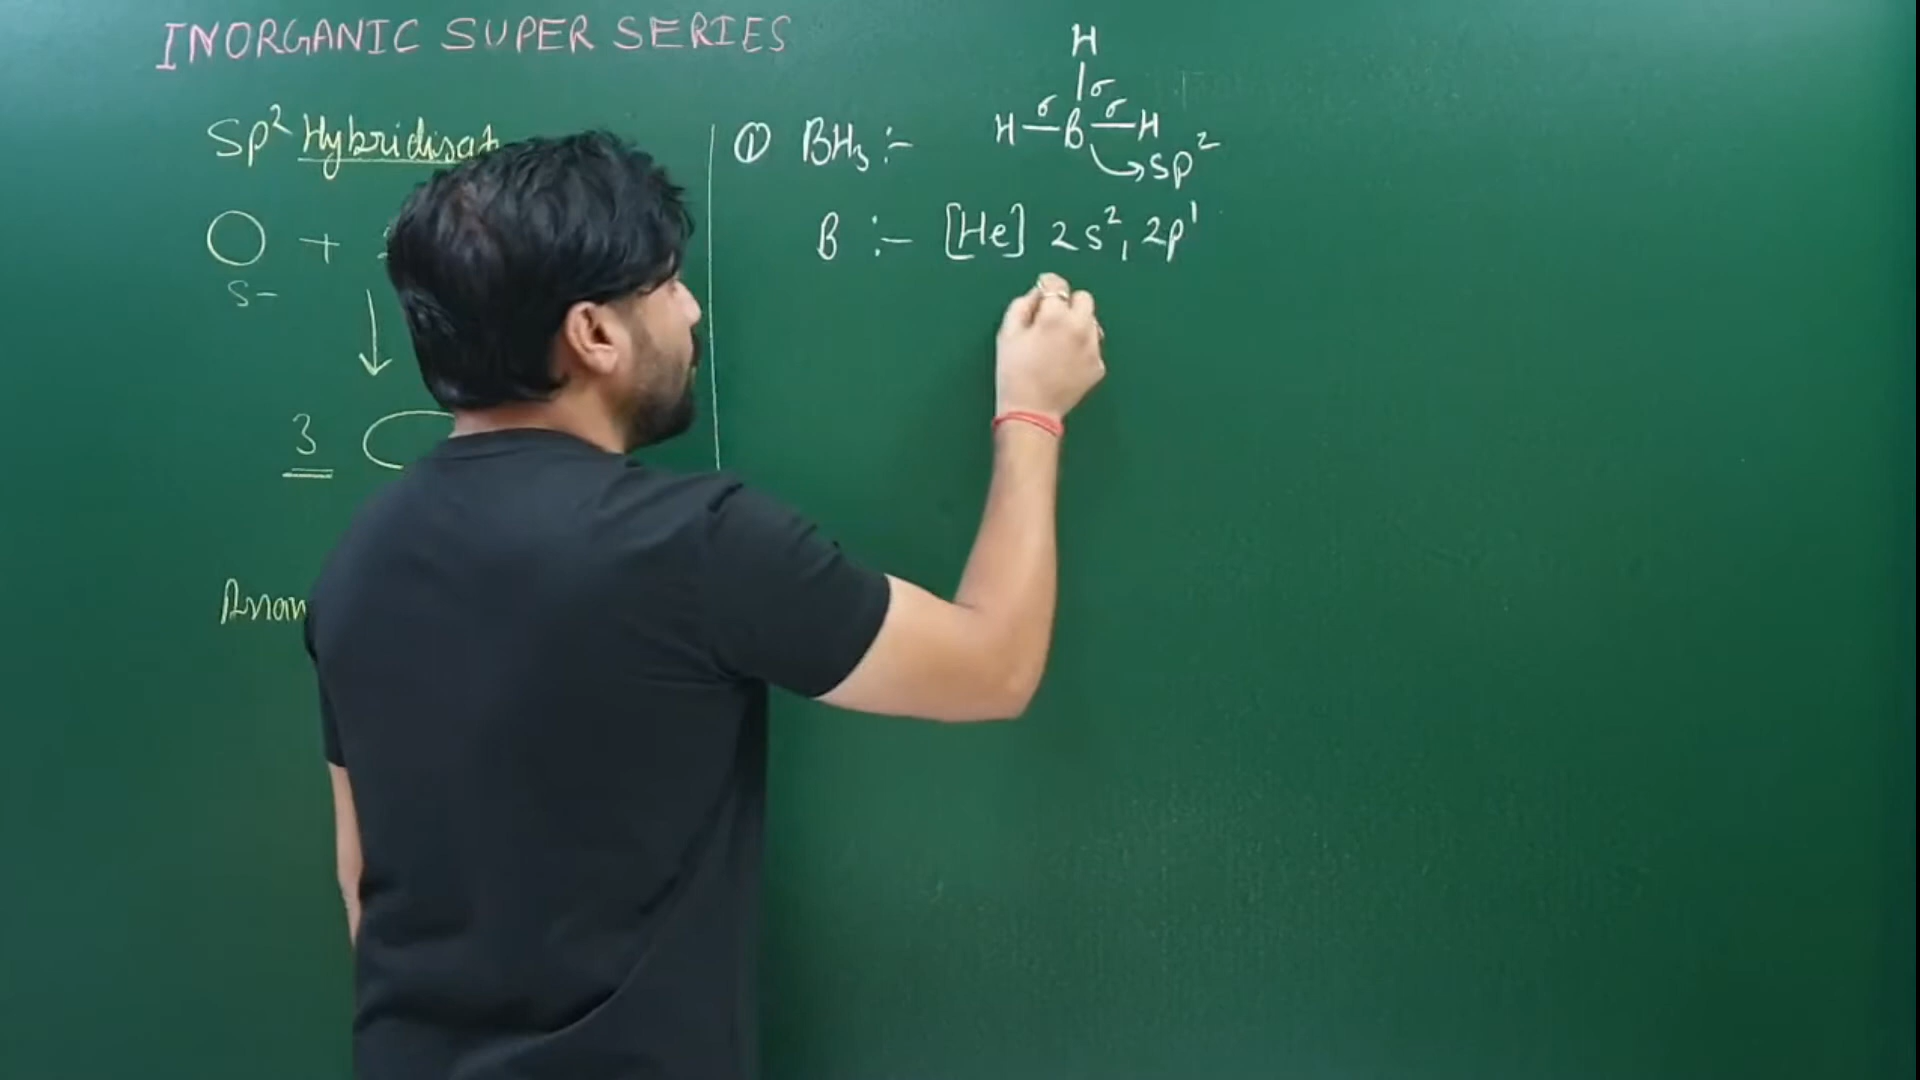 INORGANIC SUPER SERIES
Sp² Hybridisat
+
S-
3
① BH₃ :-
H
σ
H σ B σ H
sp²
B :- [He] 2s², 2p¹